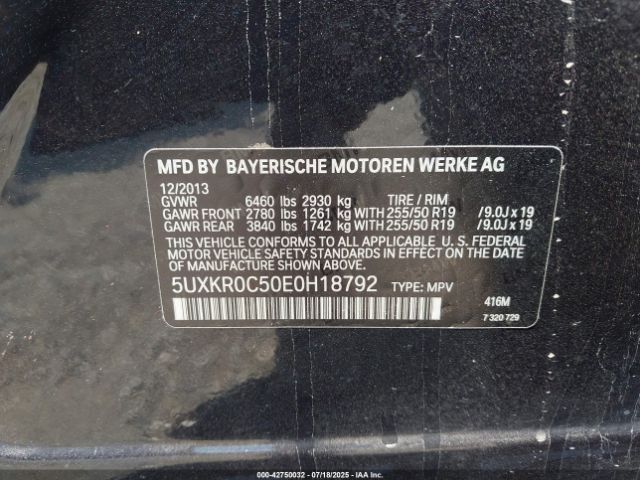 MFD BY BAYERISCHE MOTOREN WERKE AG
12/2013
GVWR 6460 lbs 2930 kg TIRE / RIM
GAWR FRONT 2780 lbs 1261 kg WITH 255/50 R19 /9.0J x 19
GAWR REAR 3840 lbs 1742 kg WITH 255/50 R19 /9.0J x 19
THIS VEHICLE CONFORMS TO ALL APPLICABLE U. S. FEDERAL
MOTOR VEHICLE SAFETY STANDARDS IN EFFECT ON THE DATE
OF MANUFACTURE SHOWN ABOVE.
5UXKR0C50E0H18792 TYPE: MPV
416M
7 320 729
000-42750032 - 07/18/2025 - IAA Inc.